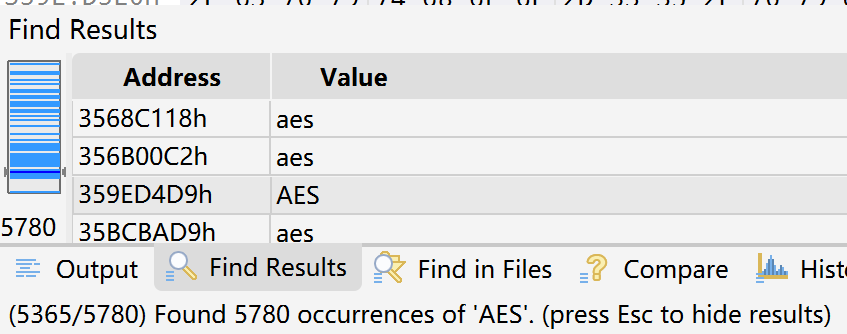 Find Results
Address Value
3568C118h aes
356B00C2h aes
359ED4D9h AES
35BCBAD9h aes
5780
Output Find Results Find in Files Compare Histo
(5365/5780) Found 5780 occurrences of 'AES'. (press Esc to hide results)